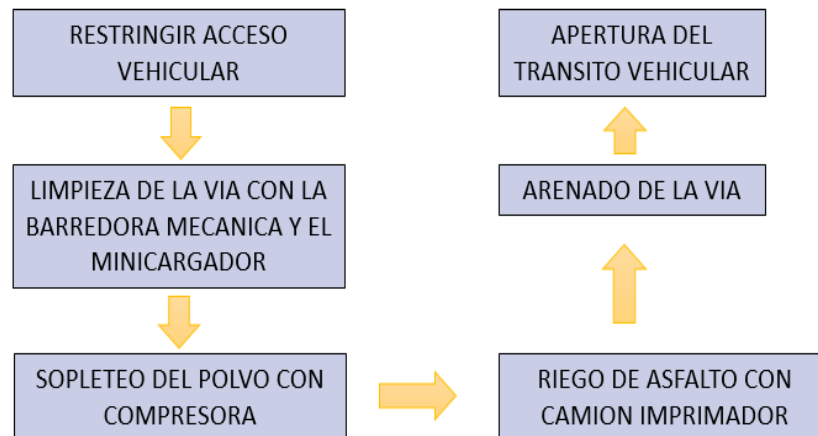 RESTRINGIR ACCESO
VEHICULAR
LIMPIEZA DE LA VIA CON LA
BARREDORA MECANICA Y EL
MINICARGADOR
SOPLETEO DEL POLVO CON
COMPRESORA
RIEGO DE ASFALTO CON
CAMION IMPRIMADOR
ARENADO DE LA VIA
APERTURA DEL
TRANSITO VEHICULAR